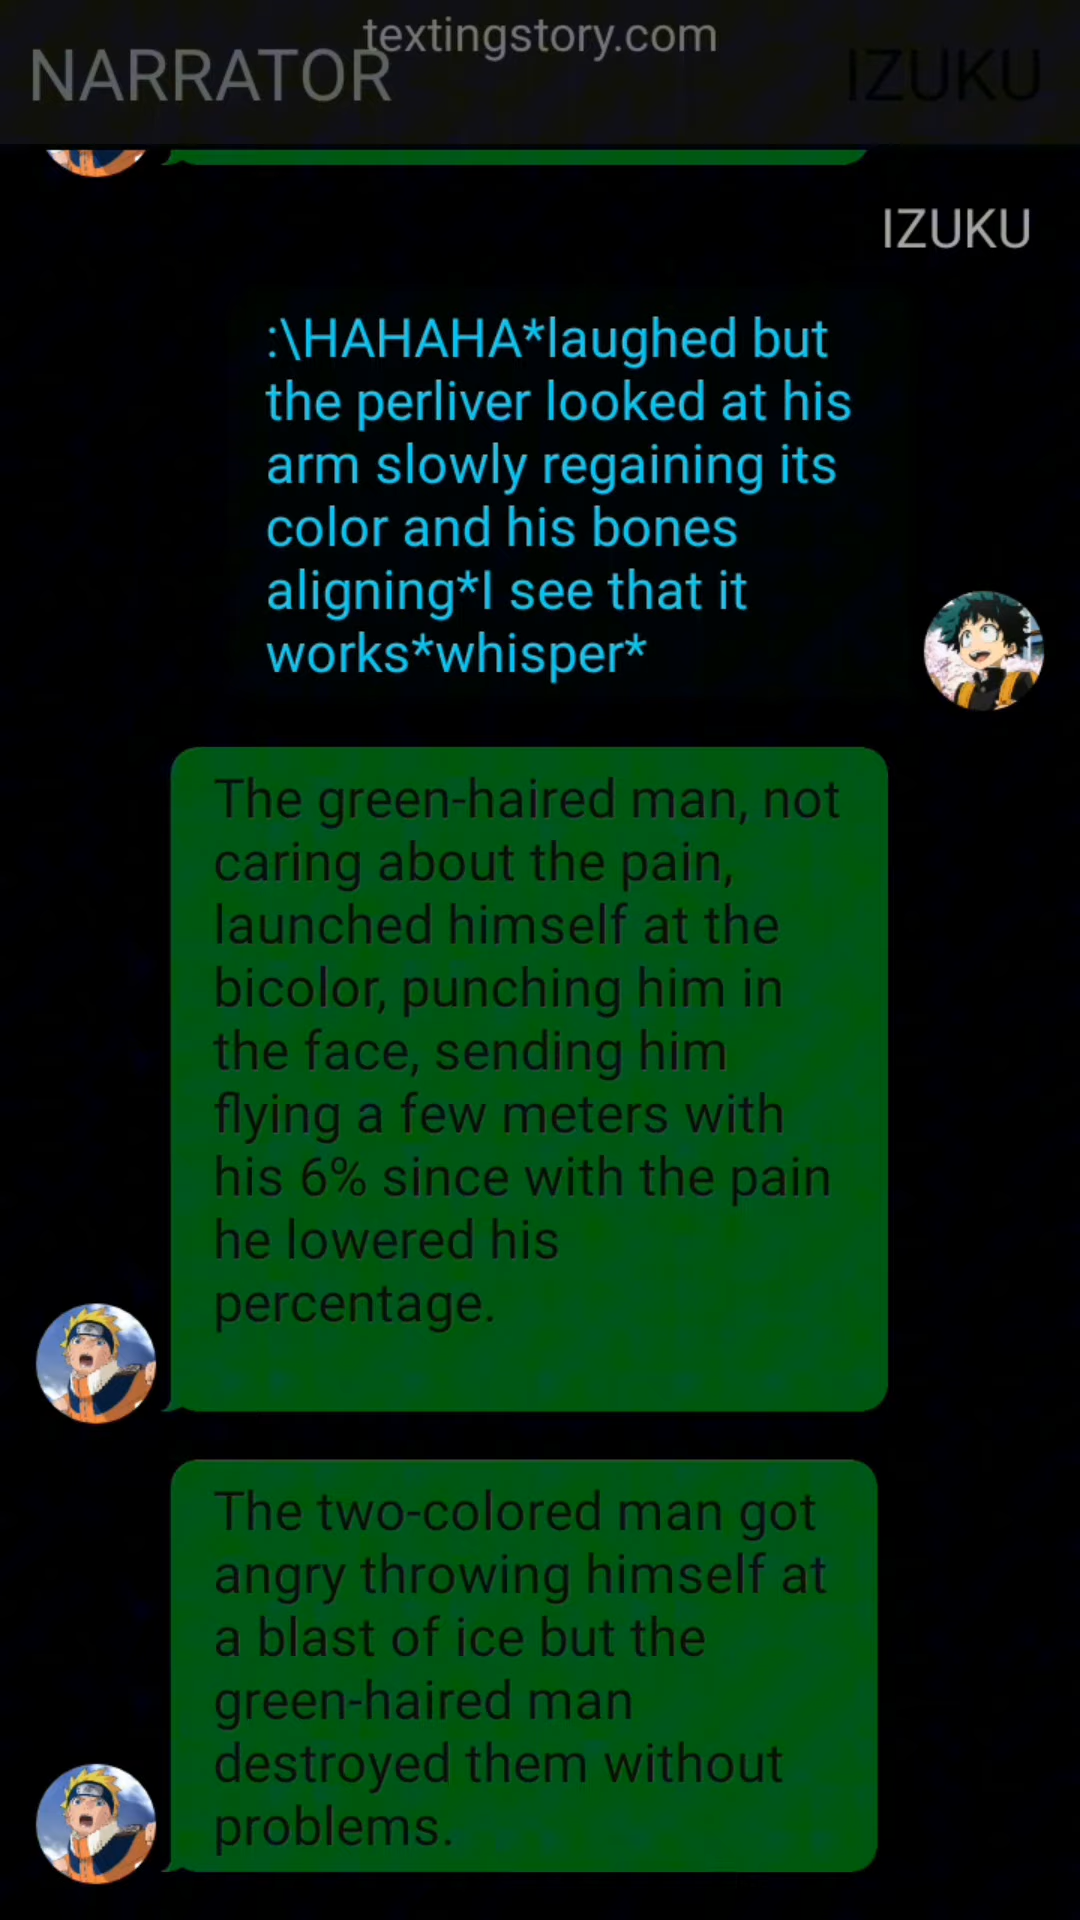 textingstory.com
NARRATOR
IZUKU
IZUKU
:\HAHAHA*laughed but
the perliver looked at his
arm slowly regaining its
color and his bones
aligning*I see that it
works*whisper*
The green-haired man, not
caring about the pain,
launched himself at the
bicolor, punching him in
the face, sending him
flying a few meters with
his 6% since with the pain
he lowered his
percentage.
The two-colored man got
angry throwing himself at
a blast of ice but the
green-haired man
destroyed them without
problems.